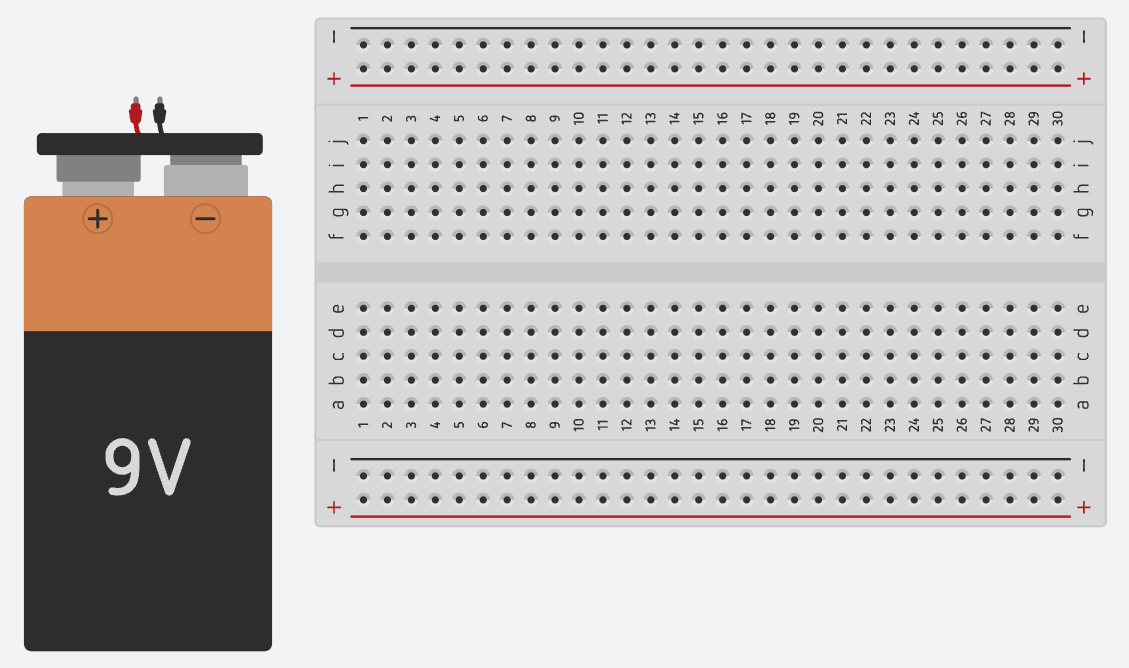 − −
+ +
1 2 3 4 5 6 7 8 9 10 11 12 13 14 15 16 17 18 19 20 21 22 23 24 25 26 27 28 29 30
j j
i i
h h
g g
f f
e e
d d
c c
b b
a a
1 2 3 4 5 6 7 8 9 10 11 12 13 14 15 16 17 18 19 20 21 22 23 24 25 26 27 28 29 30
− −
+ +
+ −
9V